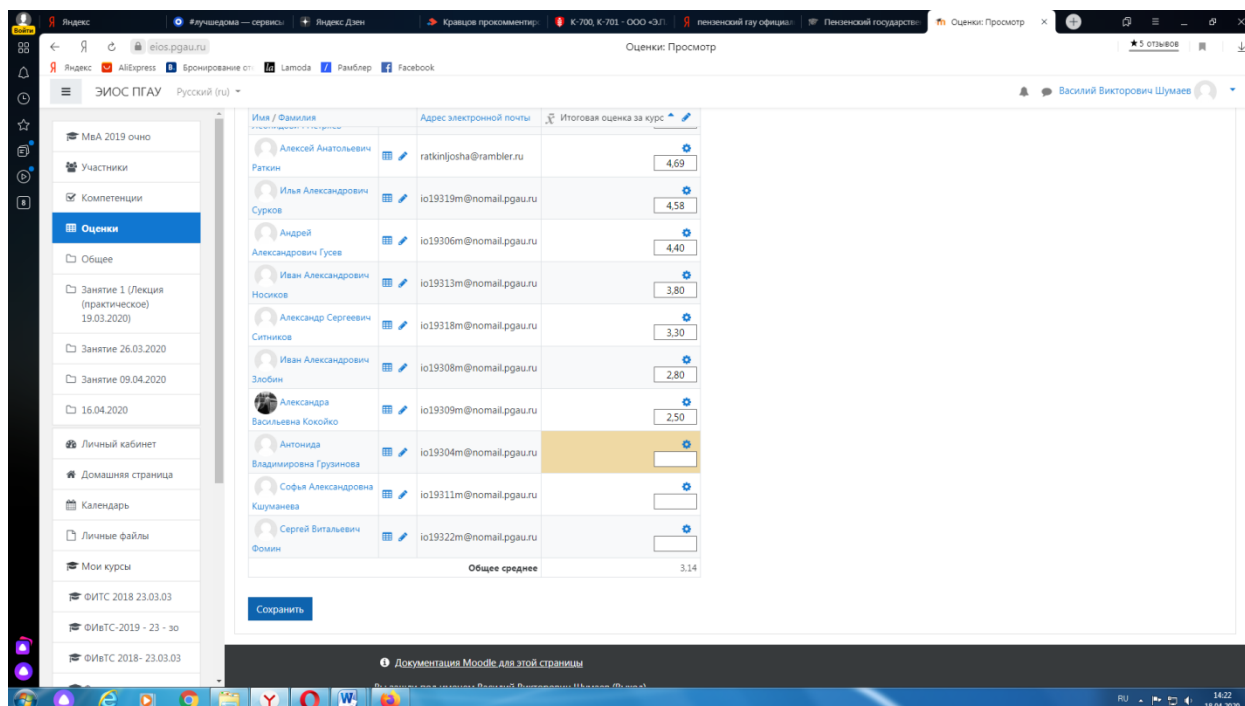 Яндекс
#лучшедома — сервисы
Яндекс Дзен
Кравцов прокомментир
К-700, К-701 - ООО «ЗЛ
пензенский гау официал
Пензенский государстве
Оценки: Просмотр
Войти
eios.pgau.ru
Оценки: Просмотр
★ 5 отзывов
Яндекс
AliExpress
Бронирование от
Lamoda
Рамблер
Facebook
ЭИОС ПГАУ
Русский (ru)
Василий Викторович Шумаев
МвА 2019 очно
Участники
Компетенции
Оценки
Общее
Занятие 1 (Лекция
(практическое)
19.03.2020)
Занятие 26.03.2020
Занятие 09.04.2020
16.04.2020
Личный кабинет
Домашняя страница
Календарь
Личные файлы
Мои курсы
ФИТС 2018 23.03.03
ФИвТС-2019 - 23 - зо
ФИвТС 2018- 23.03.03
8
Имя / Фамилия
Адрес электронной почты
Итоговая оценка за курс
Алексей Анатольевич
Раткин
ratkinljosha@rambler.ru
4,69
Илья Александрович
Сурков
io19319m@nomail.pgau.ru
4,58
Андрей
Александрович Гусев
io19306m@nomail.pgau.ru
4,40
Иван Александрович
Носиков
io19313m@nomail.pgau.ru
3,80
Александр Сергеевич
Ситников
io19318m@nomail.pgau.ru
3,30
Иван Александрович
Злобин
io19308m@nomail.pgau.ru
2,80
Александра
Васильевна Кокойко
io19309m@nomail.pgau.ru
2,50
Антонида
Владимировна Грузинова
io19304m@nomail.pgau.ru
Софья Александровна
Кшуманева
io19311m@nomail.pgau.ru
Сергей Витальевич
Фомин
io19322m@nomail.pgau.ru
Общее среднее
3,14
Сохранить
Документация Moodle для этой страницы
RU
14:22